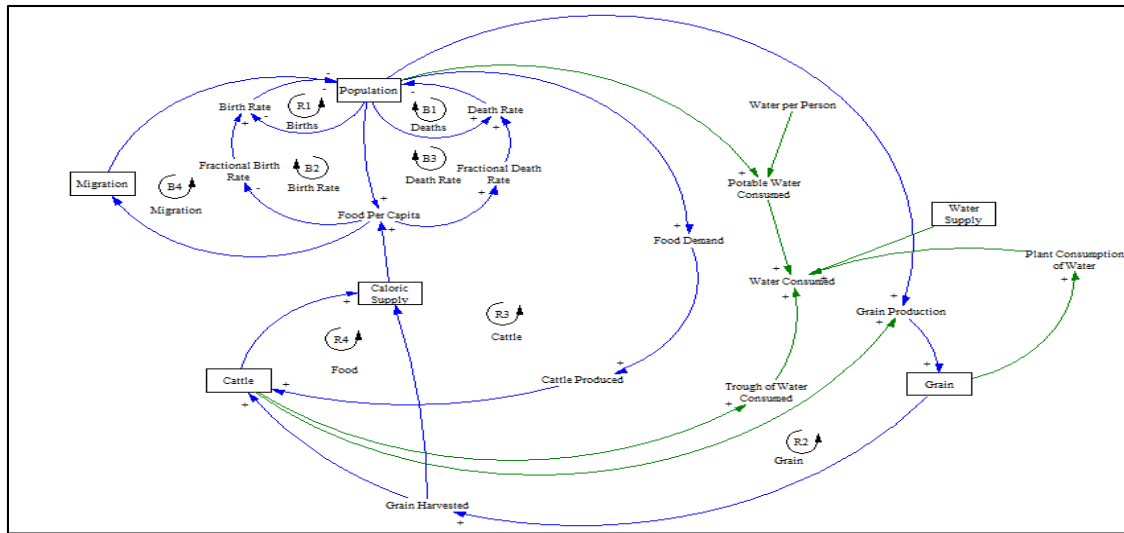 Population
Birth Rate
R1
Births
B1
Deaths
Death Rate
Water per Person
Fractional Birth
Rate
B2
Birth Rate
B3
Death Rate
Fractional Death
Rate
Migration
B4
Migration
Potable Water
Consumed
Food Per Capita
Water
Supply
Food Demand
Plant Consumption
of Water
Water Consumed
Caloric
Supply
R3
Cattle
Grain Production
R4
Food
Cattle
Cattle Produced
Trough of Water
Consumed
Grain
R2
Grain
Grain Harvested